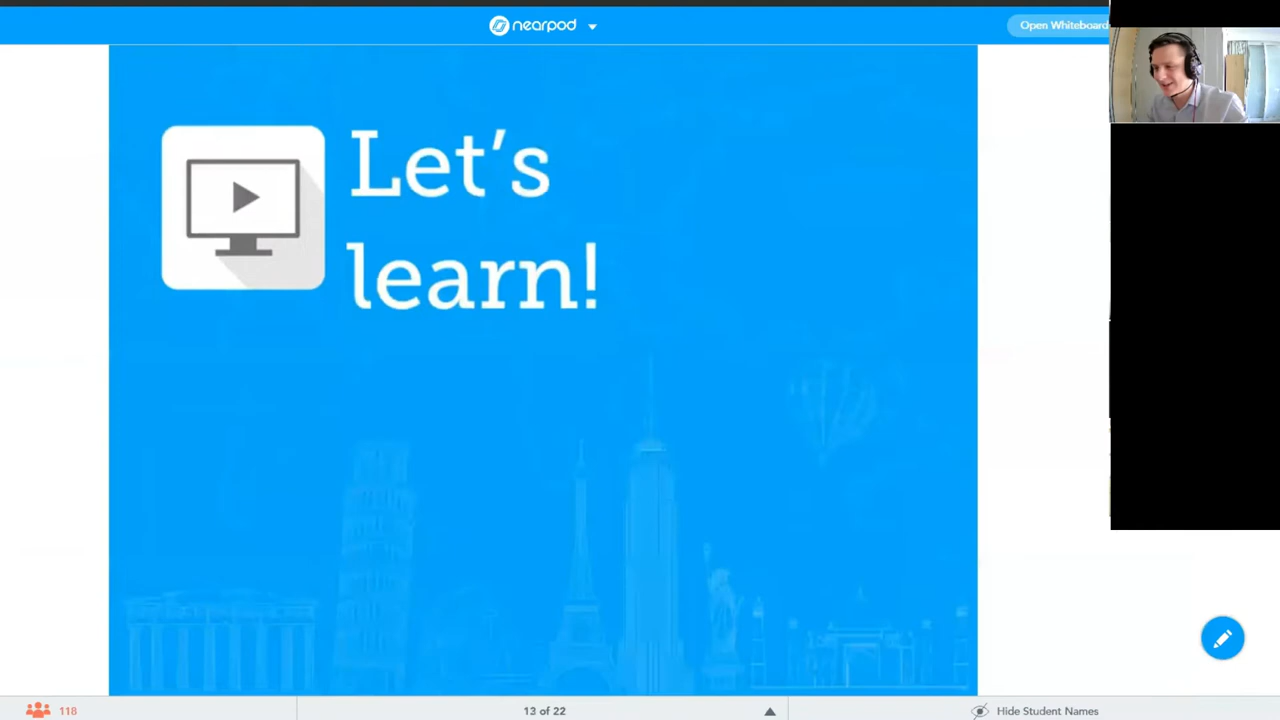 nearpod
Open Whiteboard
Let's
learn!
118
13 of 22
Hide Student Names